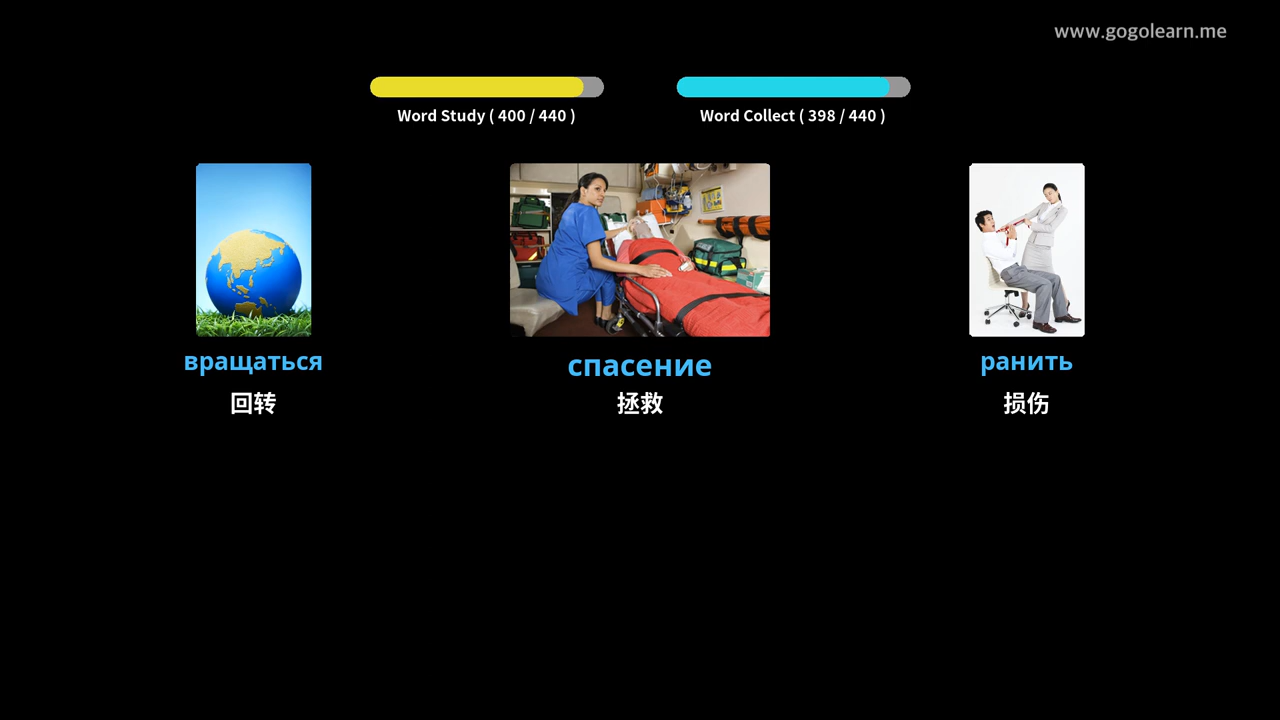 www.gogolearn.me
Word Study ( 400 / 440 )
Word Collect ( 398 / 440 )
вращаться
回转
спасение
拯救
ранить
损伤